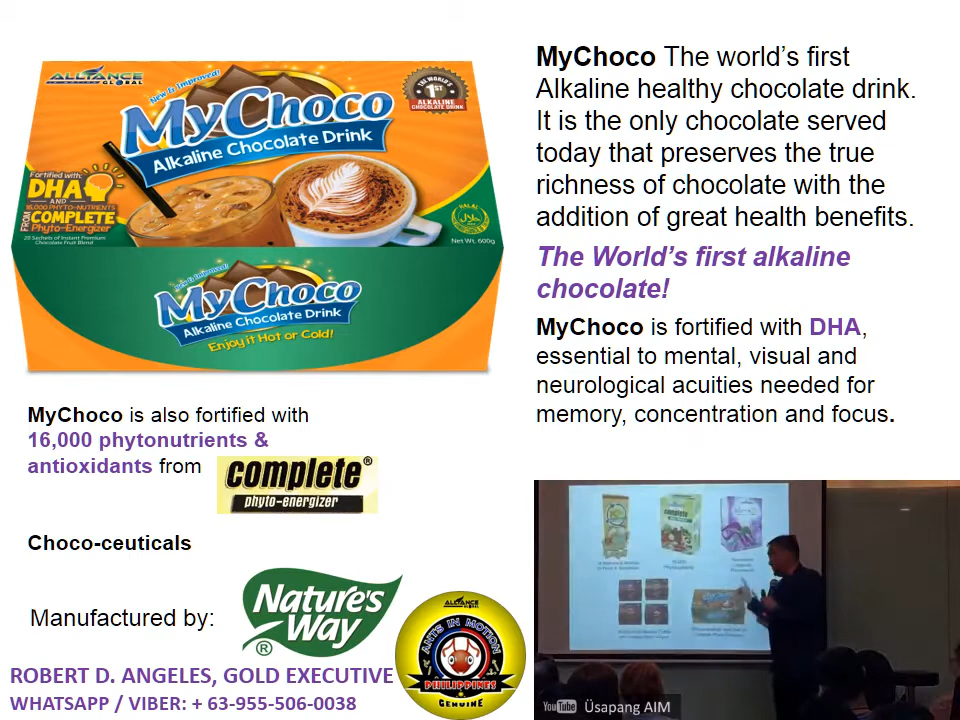 ALLIANCE
GLOBAL
New & Improved!
MyChoco
Alkaline Chocolate Drink
THE WORLD'S
1ST
ALKALINE
CHOCOLATE DRINK
Fortified with:
DHA
AND
16,000 PHYTO-NUTRIENTS
FROM
COMPLETE
Phyto-Energizer
20 Sachets of Instant Premium
Chocolate Fruit Blend
HALAL
Net Wt. 600g
New & Improved!
MyChoco
Alkaline Chocolate Drink
Enjoy it Hot or Cold!
MyChoco The world’s first
Alkaline healthy chocolate drink.
It is the only chocolate served
today that preserves the true
richness of chocolate with the
addition of great health benefits.
The World’s first alkaline
chocolate!
MyChoco is fortified with DHA,
essential to mental, visual and
neurological acuities needed for
memory, concentration and focus.
MyChoco is also fortified with
16,000 phytonutrients &
antioxidants from
complete®
phyto-energizer
Choco-ceuticals
Manufactured by:
Nature's
Way
®
ALLIANCE
GLOBAL
ANTS IN MOTION
PHILIPPINES
GENUINE
ROBERT D. ANGELES, GOLD EXECUTIVE
WHATSAPP / VIBER: + 63-955-506-0038
complete
YouTube
Üsapang AIM